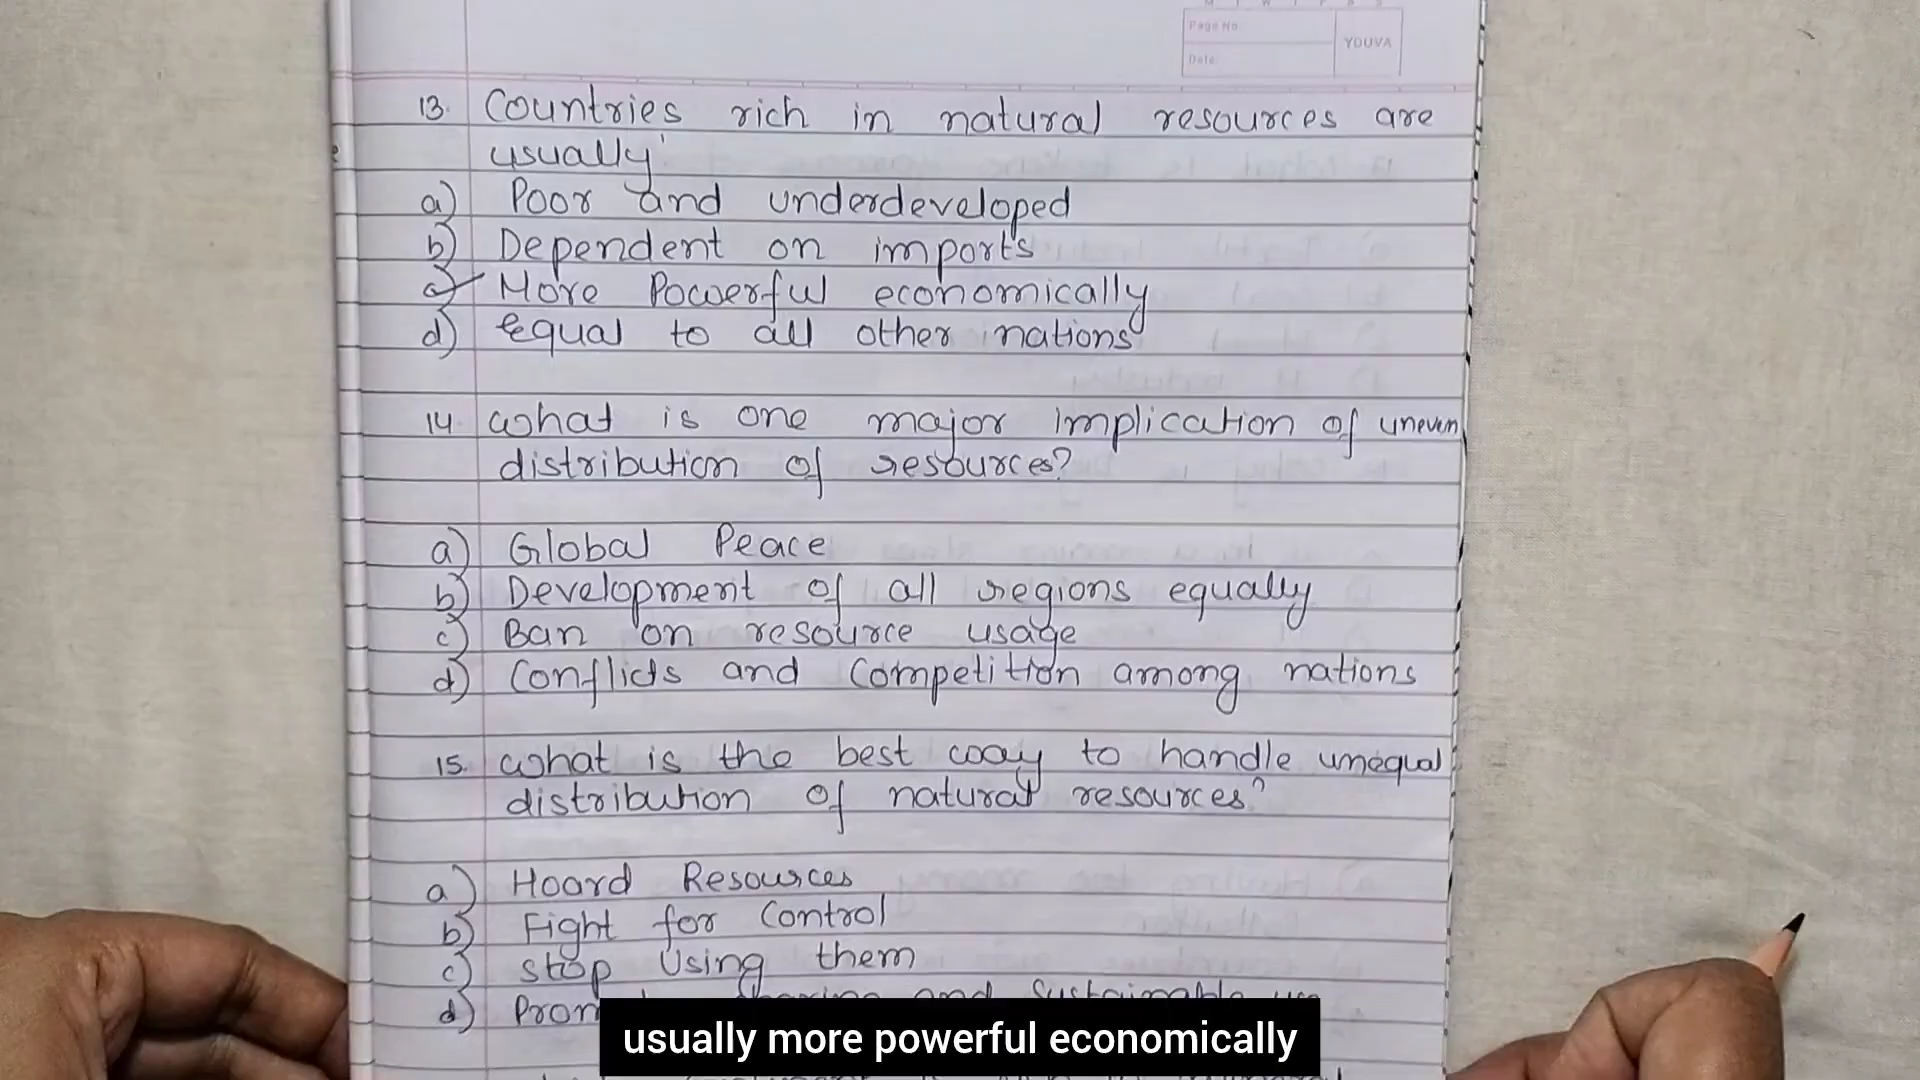 Page No.
Date
YOUVA
13. Countries rich in natural resources are
usually
a) Poor and underdeveloped
b) Dependent on imports
c) More Powerful economically
d) Equal to all other nations
14. What is one major implication of uneven
distribution of resources?
a) Global Peace
b) Development of all regions equally
c) Ban on resource usage
d) Conflicts and Competition among nations
15. What is the best way to handle unequal
distribution of natural resources?
a) Hoard Resources
b) Fight for Control
c) Stop Using them
d) and Sustainable use
usually more powerful economically